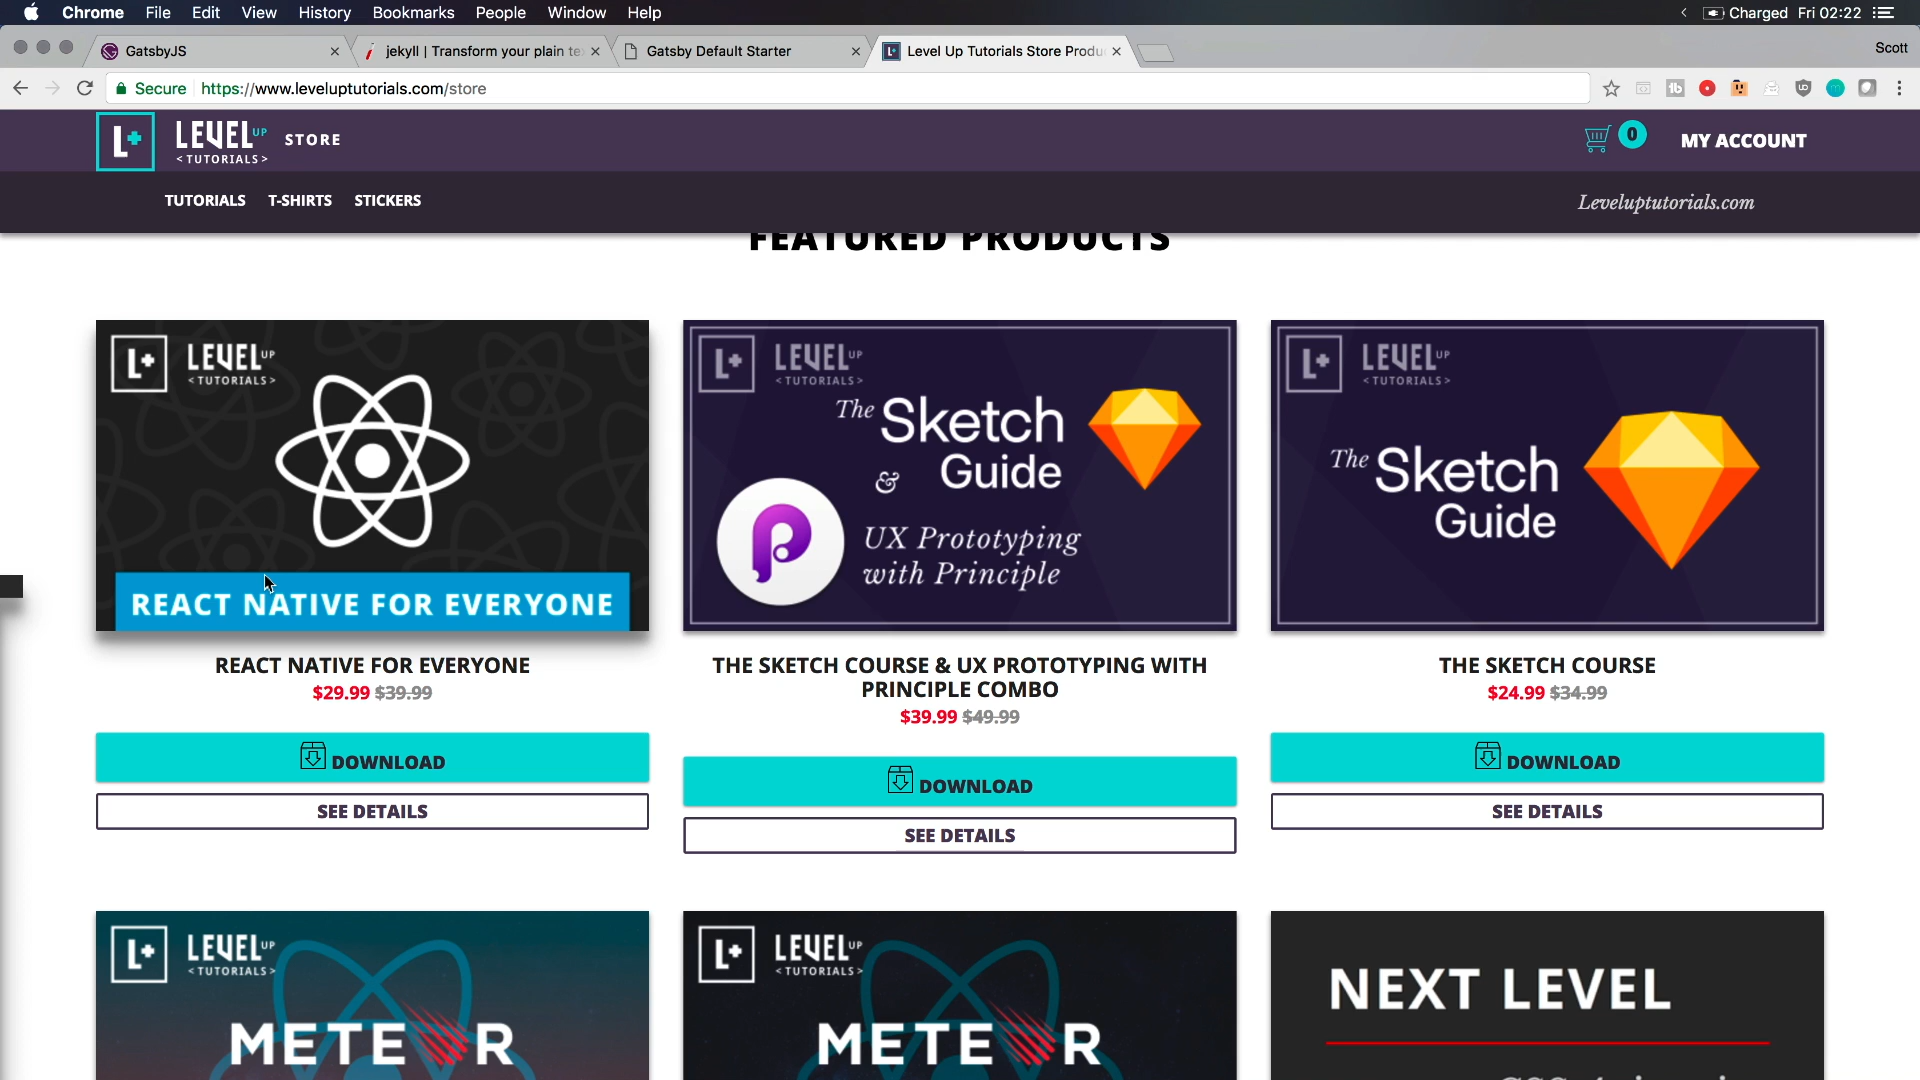 Chrome File Edit View History Bookmarks People Window Help Charged Fri 02:22
GatsbyJS jekyll | Transform your plain te Gatsby Default Starter Level Up Tutorials Store Produ Scott
Secure https://www.leveluptutorials.com/store
L+ LEVEL UP <TUTORIALS> STORE 0 MY ACCOUNT
TUTORIALS T-SHIRTS STICKERS Leveluptutorials.com
FEATURED PRODUCTS
L+ LEVEL UP
<TUTORIALS>
REACT NATIVE FOR EVERYONE
REACT NATIVE FOR EVERYONE
$29.99 $39.99
DOWNLOAD
SEE DETAILS
L+ LEVEL UP
<TUTORIALS>
The Sketch
& Guide
UX Prototyping
with Principle
THE SKETCH COURSE & UX PROTOTYPING WITH
PRINCIPLE COMBO
$39.99 $49.99
DOWNLOAD
SEE DETAILS
L+ LEVEL UP
<TUTORIALS>
The Sketch
Guide
THE SKETCH COURSE
$24.99 $34.99
DOWNLOAD
SEE DETAILS
L+ LEVEL UP
<TUTORIALS>
METEOR
L+ LEVEL UP
<TUTORIALS>
METEOR
NEXT LEVEL